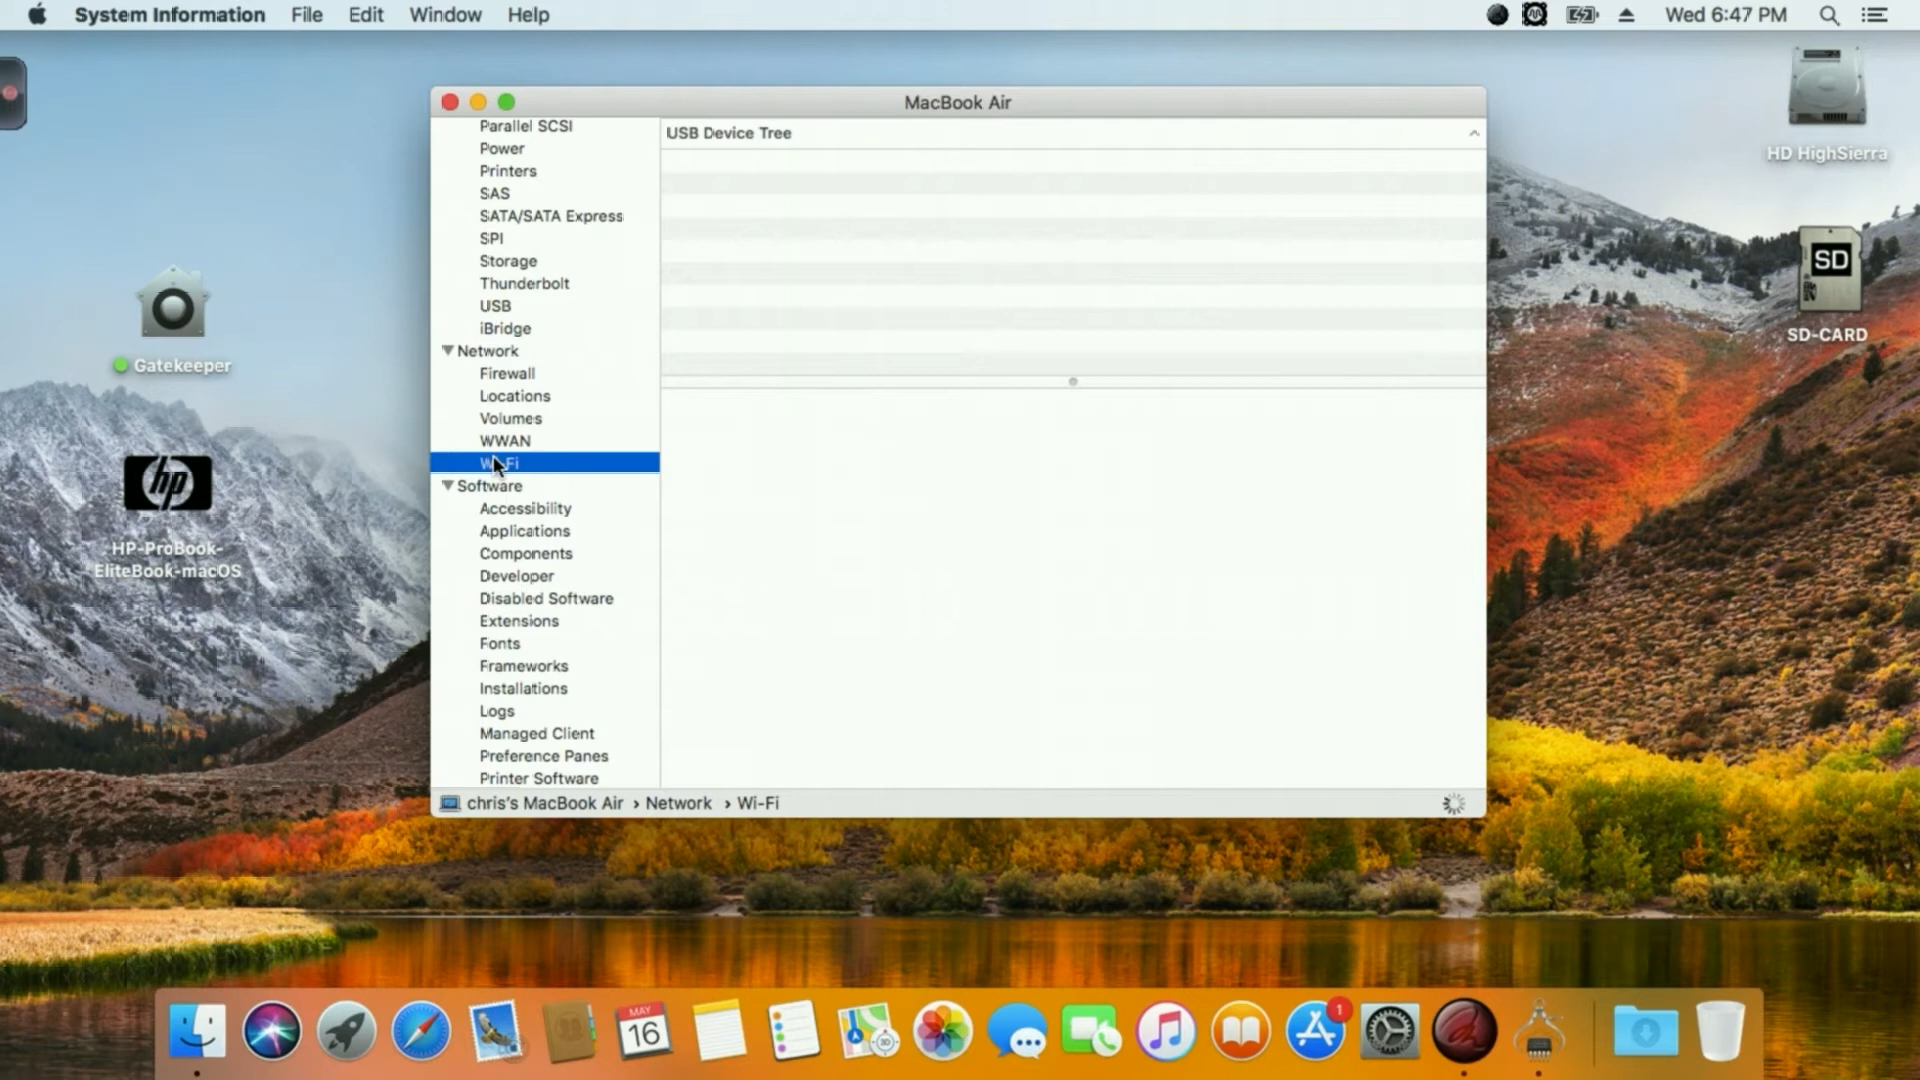 System Information File Edit Window Help
Wed 6:47 PM
MacBook Air
Parallel SCSI
Power
Printers
SAS
SATA/SATA Express
SPI
Storage
Thunderbolt
USB
iBridge
Network
Firewall
Locations
Volumes
WWAN
Wi-Fi
Software
Accessibility
Applications
Components
Developer
Disabled Software
Extensions
Fonts
Frameworks
Installations
Logs
Managed Client
Preference Panes
Printer Software
USB Device Tree
chris's MacBook Air › Network › Wi-Fi
Gatekeeper
hp
HP-ProBook-
EliteBook-macOS
HD HighSierra
SD
SD-CARD
MAY
16
3D
1